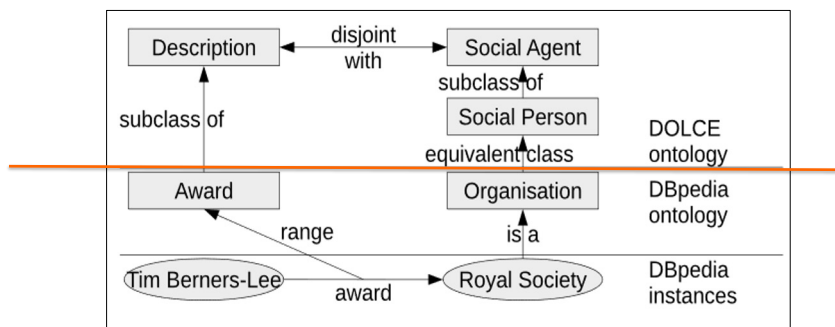 Description
disjoint
with
Social Agent
subclass of
subclass of
Social Person
equivalent class
DOLCE
ontology
Award
Organisation
DBpedia
ontology
range
is a
Tim Berners-Lee
award
Royal Society
DBpedia
instances